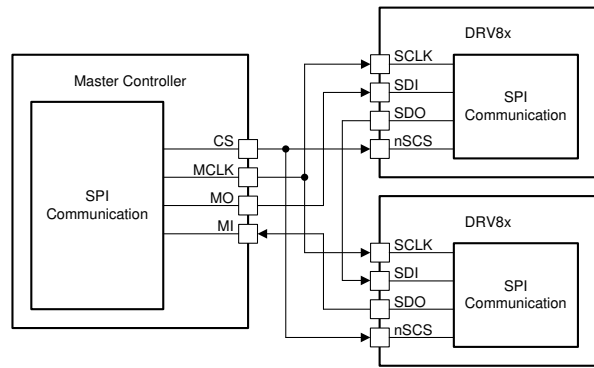 DRV8x
SCLK
SDI
SDO
nSCS
SPI
Communication
Master Controller
CS
MCLK
MO
MI
SPI
Communication
DRV8x
SCLK
SDI
SDO
nSCS
SPI
Communication